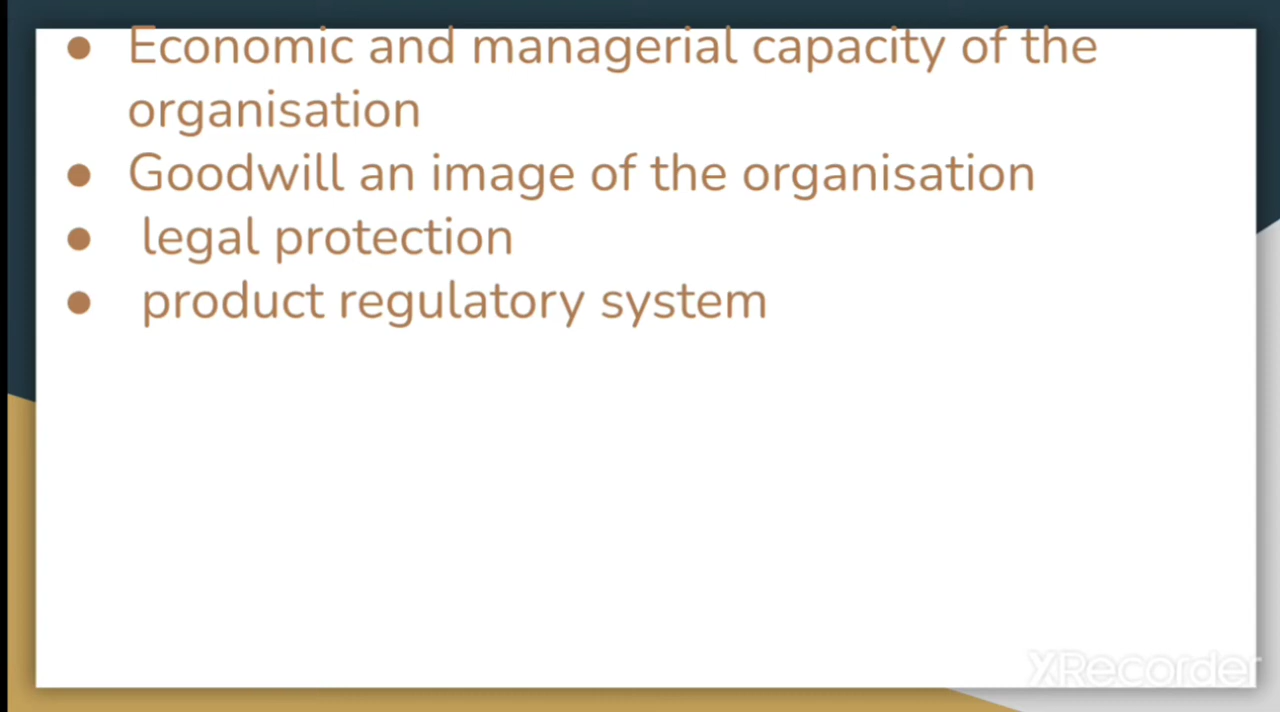 ● Economic and managerial capacity of the
organisation
● Goodwill an image of the organisation
● legal protection
● product regulatory system
XRecorder